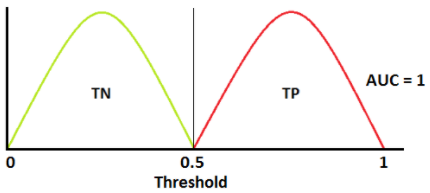 TN
TP
AUC = 1
0
0.5
1
Threshold